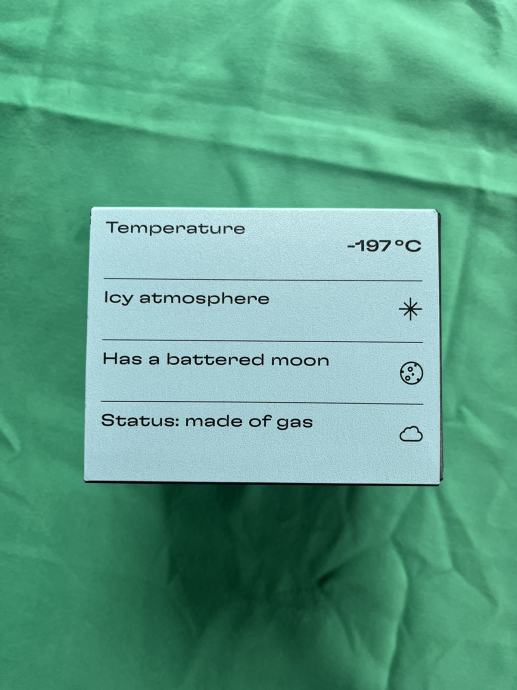 Temperature
-197°C
Icy atmosphere
Has a battered moon
Status: made of gas